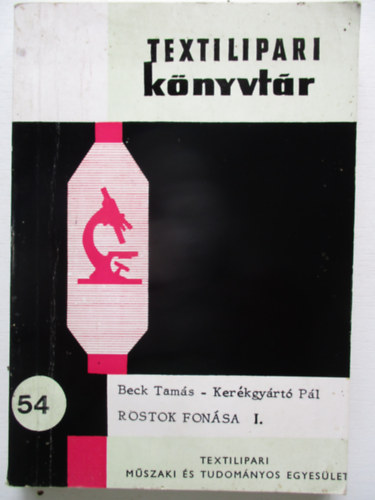 TEXTILIPARI
könyvtár
54
Beck Tamás - Kerékgyártó Pál
ROSTOK FONÁSA I.
TEXTILIPARI
MŰSZAKI ÉS TUDOMÁNYOS EGYESÜLET